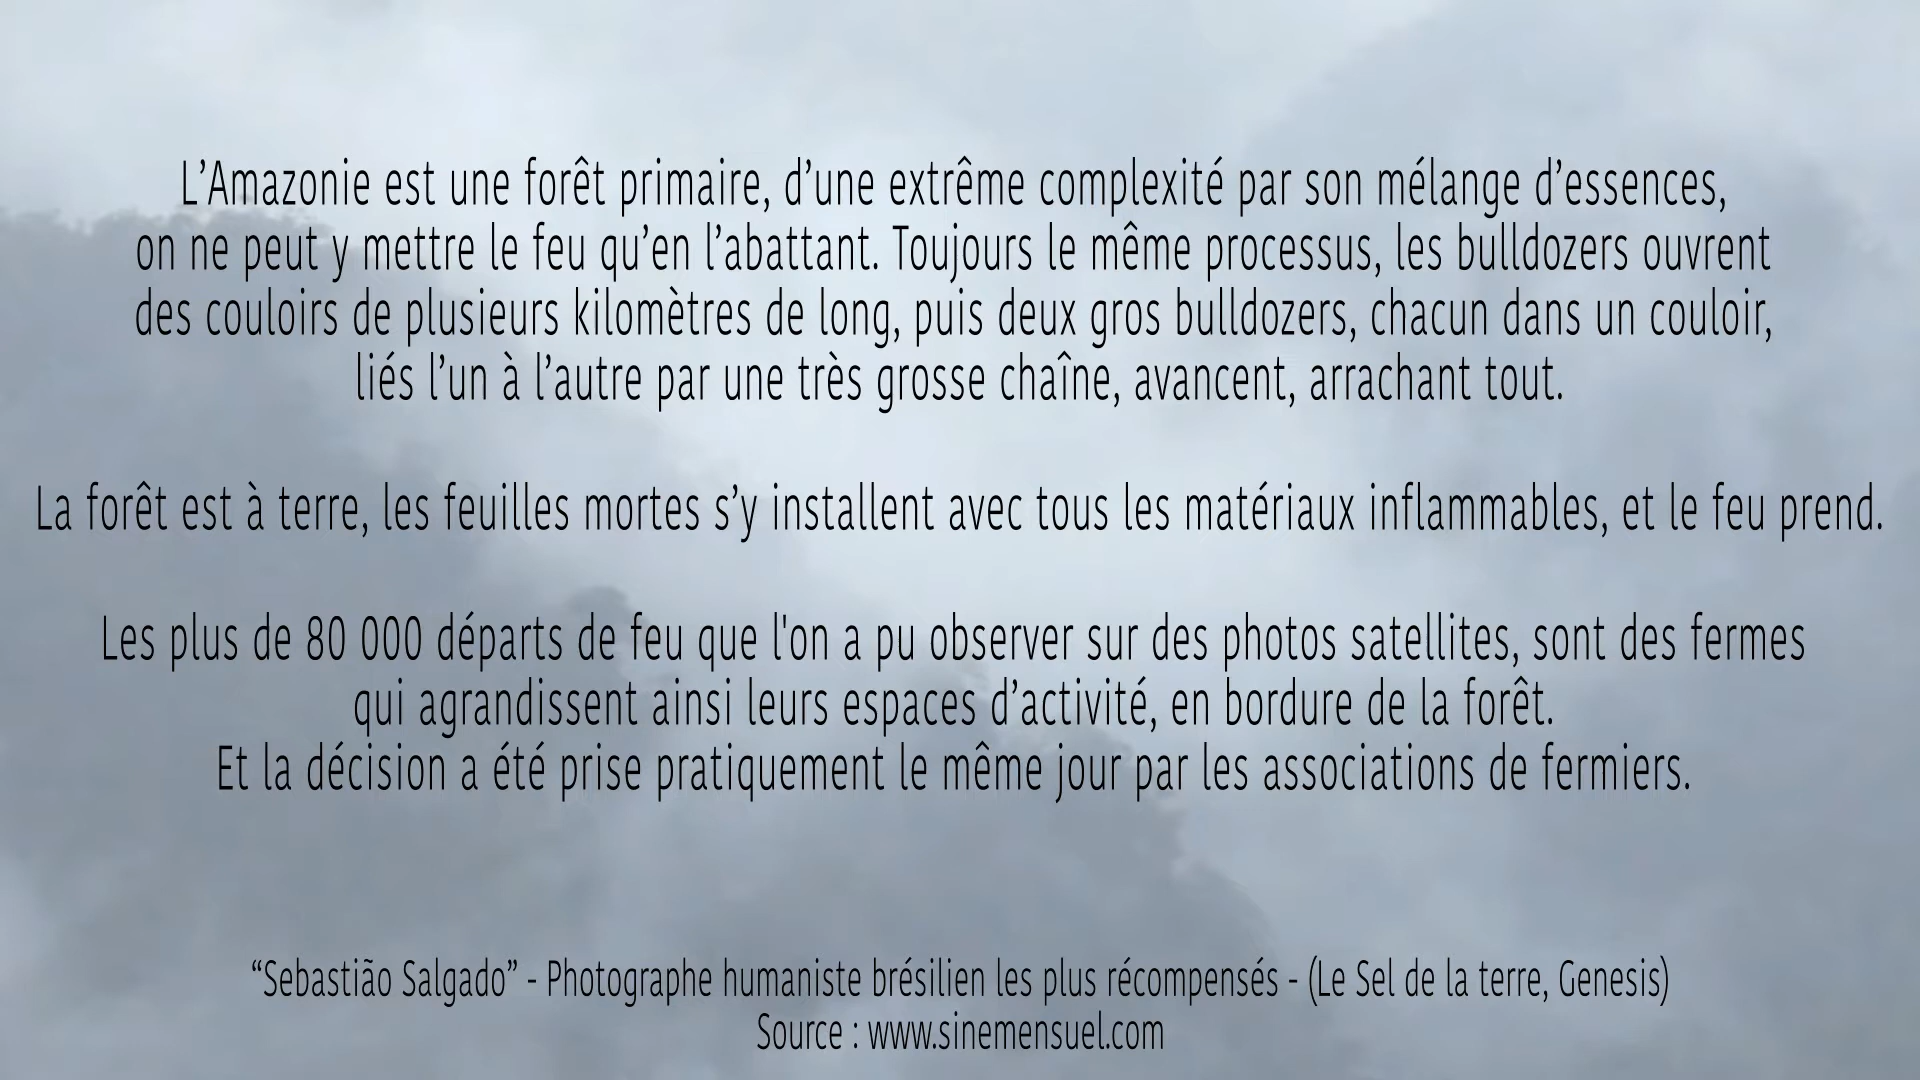 L’Amazonie est une forêt primaire, d’une extrême complexité par son mélange d’essences,
on ne peut y mettre le feu qu’en l’abattant. Toujours le même processus, les bulldozers ouvrent
des couloirs de plusieurs kilomètres de long, puis deux gros bulldozers, chacun dans un couloir,
liés l’un à l’autre par une très grosse chaîne, avancent, arrachant tout.
La forêt est à terre, les feuilles mortes s’y installent avec tous les matériaux inflammables, et le feu prend.
Les plus de 80 000 départs de feu que l'on a pu observer sur des photos satellites, sont des fermes
qui agrandissent ainsi leurs espaces d’activité, en bordure de la forêt.
Et la décision a été prise pratiquement le même jour par les associations de fermiers.
“Sebastião Salgado” - Photographe humaniste brésilien les plus récompensés - (Le Sel de la terre, Genesis)
Source : www.sinemensuel.com